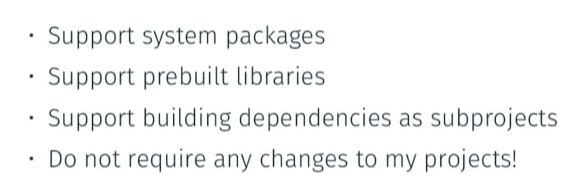 • Support system packages
• Support prebuilt libraries
• Support building dependencies as subprojects
• Do not require any changes to my projects!